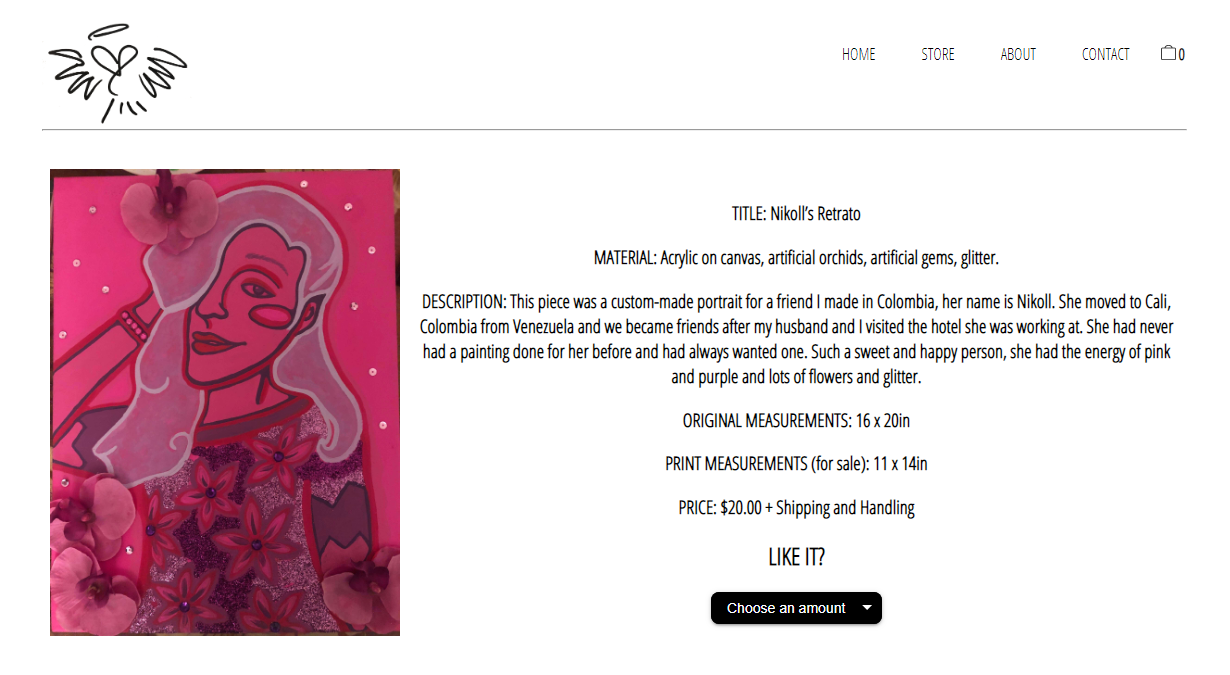 HOME STORE ABOUT CONTACT 0
TITLE: Nikoll’s Retrato
MATERIAL: Acrylic on canvas, artificial orchids, artificial gems, glitter.
DESCRIPTION: This piece was a custom-made portrait for a friend I made in Colombia, her name is Nikoll. She moved to Cali,
Colombia from Venezuela and we became friends after my husband and I visited the hotel she was working at. She had never
had a painting done for her before and had always wanted one. Such a sweet and happy person, she had the energy of pink
and purple and lots of flowers and glitter.
ORIGINAL MEASUREMENTS: 16 x 20in
PRINT MEASUREMENTS (for sale): 11 x 14in
PRICE: $20.00 + Shipping and Handling
LIKE IT?
Choose an amount